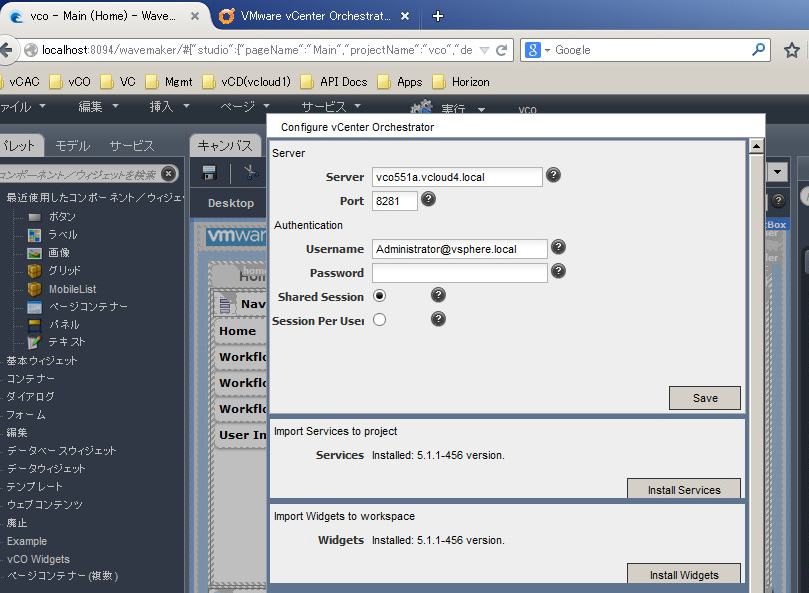 vco – Main (Home) – Wave...
VMware vCenter Orchestrat...
localhost:8094/wavemaker/#{"studio":{"pageName":"Main","projectName":"vco","de
Google
vCAC
vCO
VC
Mgmt
vCD(vcloud1)
API Docs
Apps
Horizon
ァイル
編集
挿入
ページ
サービス
実行
vco
パレット
モデル
サービス
キャンバス
コンポーネント/ウィジェットを検索
Desktop
最近使用したコンポーネント/ウィジェ
ボタン
ラベル
画像
グリッド
MobileList
ページコンテナー
パネル
テキスト
基本ウィジェット
コンテナー
ダイアログ
フォーム
編集
データベースウィジェット
データウィジェット
テンプレート
ウェブコンテンツ
廃止
Example
vCO Widgets
ページコンテナー(複数)
vmwar
home
Hom
Nav
Home
Workflo
Workflo
Workflo
User In
Box
ler
Configure vCenter Orchestrator
Server
Server vco551a.vcloud4.local
Port 8281
Authentication
Username Administrator@vsphere.local
Password
Shared Session
Session Per User
Save
Import Services to project
Services Installed: 5.1.1-456 version.
Install Services
Import Widgets to workspace
Widgets Installed: 5.1.1-456 version.
Install Widgets